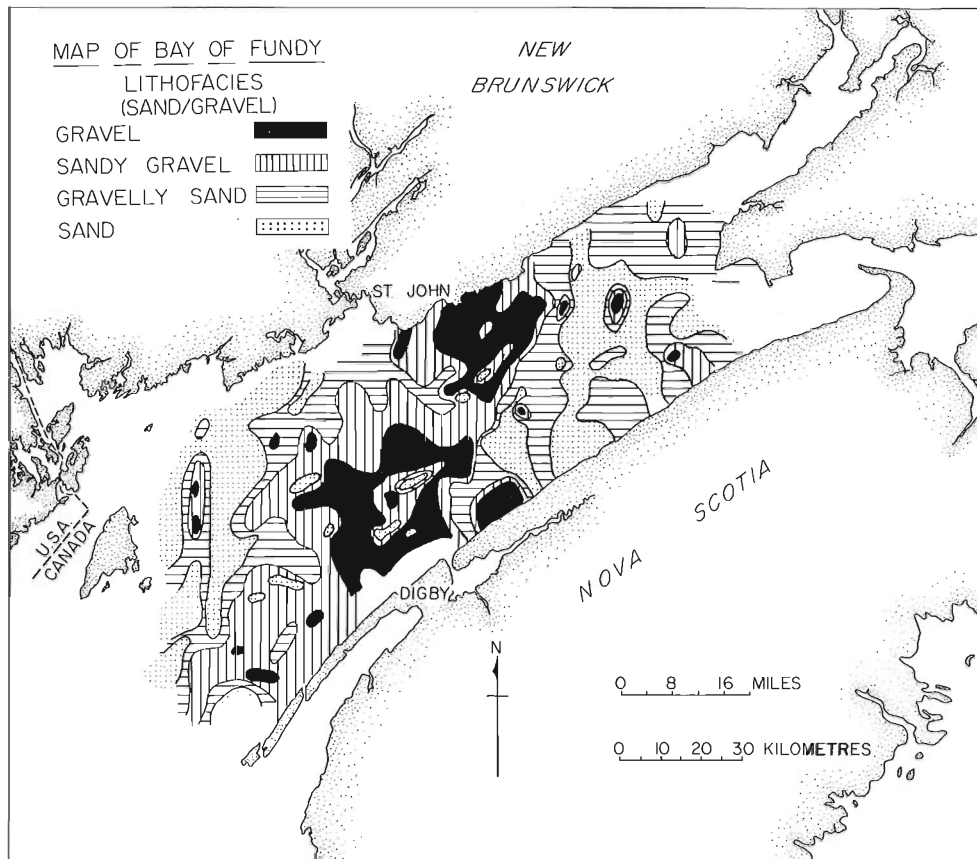 MAP OF BAY OF FUNDY
LITHOFACIES
(SAND/GRAVEL)
GRAVEL
SANDY GRAVEL
GRAVELLY SAND
SAND
NEW
BRUNSWICK
ST JOHN
U.S.A.
CANADA
DIGBY
NOVA SCOTIA
N
0 8 16 MILES
0 10 20 30 KILOMETRES